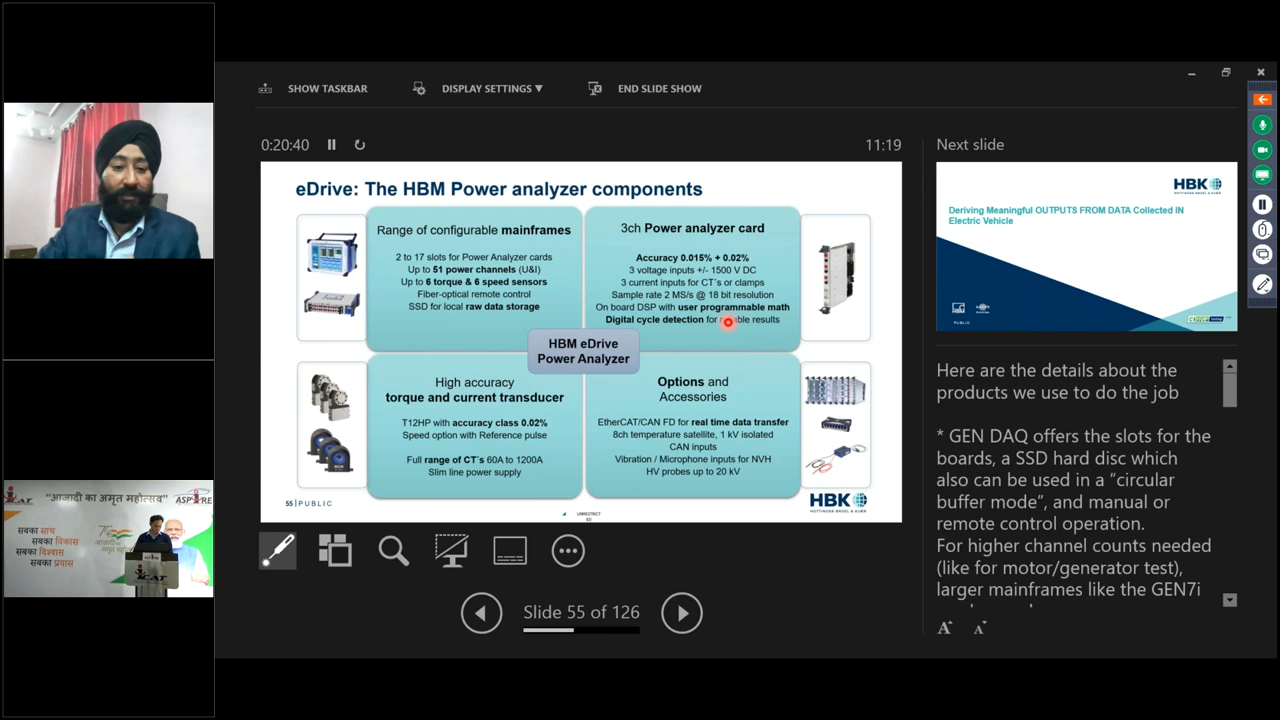 SHOW TASKBAR
DISPLAY SETTINGS ▼
END SLIDE SHOW
0:20:40
11:19
Next slide
eDrive: The HBM Power analyzer components
Range of configurable mainframes
2 to 17 slots for Power Analyzer cards
Up to 51 power channels (U&I)
Up to 6 torque & 6 speed sensors
Fiber-optical remote control
SSD for local raw data storage
3ch Power analyzer card
Accuracy 0.015% + 0.02%
3 voltage inputs +/- 1500 V DC
3 current inputs for CT´s or clamps
Sample rate 2 MS/s @ 18 bit resolution
On board DSP with user programmable math
Digital cycle detection for results
HBM eDrive
Power Analyzer
High accuracy
torque and current transducer
T12HP with accuracy class 0.02%
Speed option with Reference pulse
Full range of CT´s 60A to 1200A
Slim line power supply
Options and
Accessories
EtherCAT/CAN FD for real time data transfer
8ch temperature satellite, 1 kV isolated
CAN inputs
Vibration / Microphone inputs for NVH
HV probes up to 20 kV
55 | PUBLIC
UNRESTRICT
ED
HBK
HOTTINGER BRÜEL & KJÆR
HBK
HOTTINGER BRÜEL & KJÆR
Deriving Meaningful OUTPUTS FROM DATA Collected IN
Electric Vehicle
PUBLIC
Here are the details about the
products we use to do the job
* GEN DAQ offers the slots for the
boards, a SSD hard disc which
also can be used in a “circular
buffer mode”, and manual or
remote control operation.
For higher channel counts needed
(like for motor/generator test),
larger mainframes like the GEN7i
Slide 55 of 126
A A
"आजादी का अमृत महोत्सव"
ASPIRE
सबका साथ
सबका विकास
सबका विश्वास
सबका प्रयास
75
iCAT